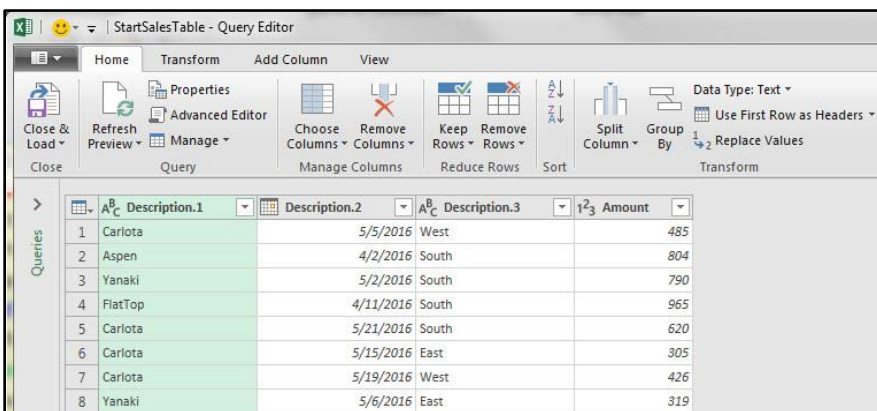 StartSalesTable - Query Editor
Home Transform Add Column View
Close & Load
Refresh Preview
Properties
Advanced Editor
Manage
Choose Columns
Remove Columns
Keep Rows
Remove Rows
A Z
Z A
Split Column
Group By
Data Type: Text
Use First Row as Headers
1 2 Replace Values
Close Query Manage Columns Reduce Rows Sort Transform
Queries
ABC Description.1 Description.2 ABC Description.3 123 Amount
1 Carlota 5/5/2016 West 485
2 Aspen 4/2/2016 South 804
3 Yanaki 5/2/2016 South 790
4 FlatTop 4/11/2016 South 965
5 Carlota 5/21/2016 South 620
6 Carlota 5/15/2016 East 305
7 Carlota 5/19/2016 West 426
8 Yanaki 5/6/2016 East 319